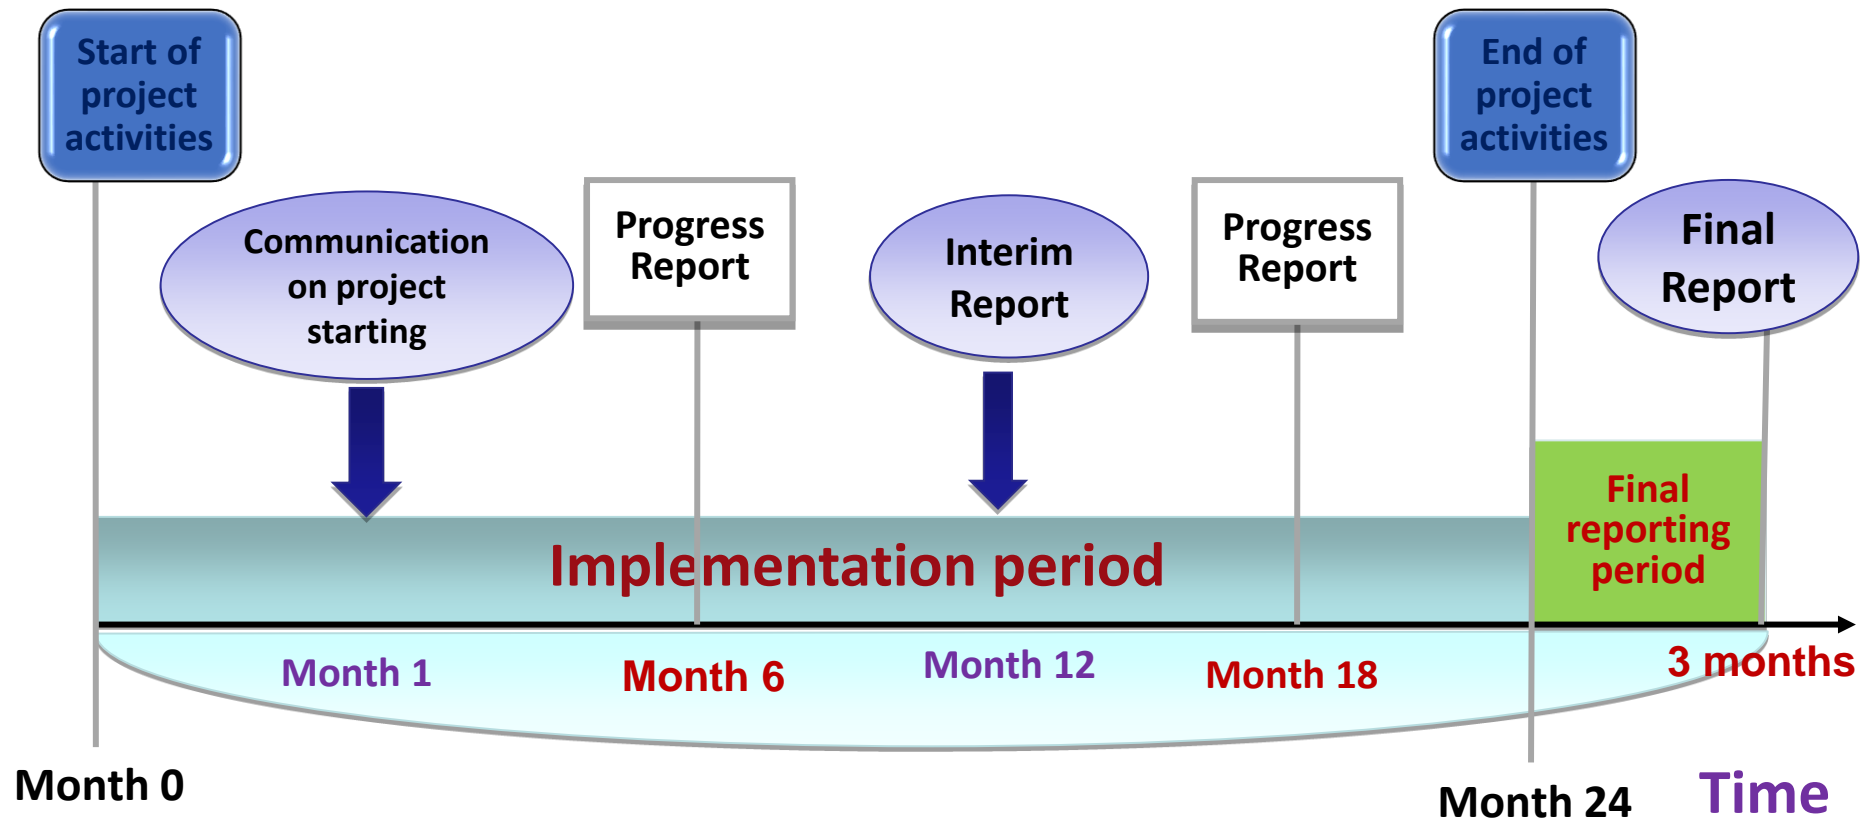 Start of
project
activities
End of
project
activities
Communication
on project
starting
Progress
Report
Interim
Report
Progress
Report
Final
Report
Final
reporting
period
Implementation period
Month 1
Month 6
Month 12
Month 18
3 months
Month 0
Month 24
Time